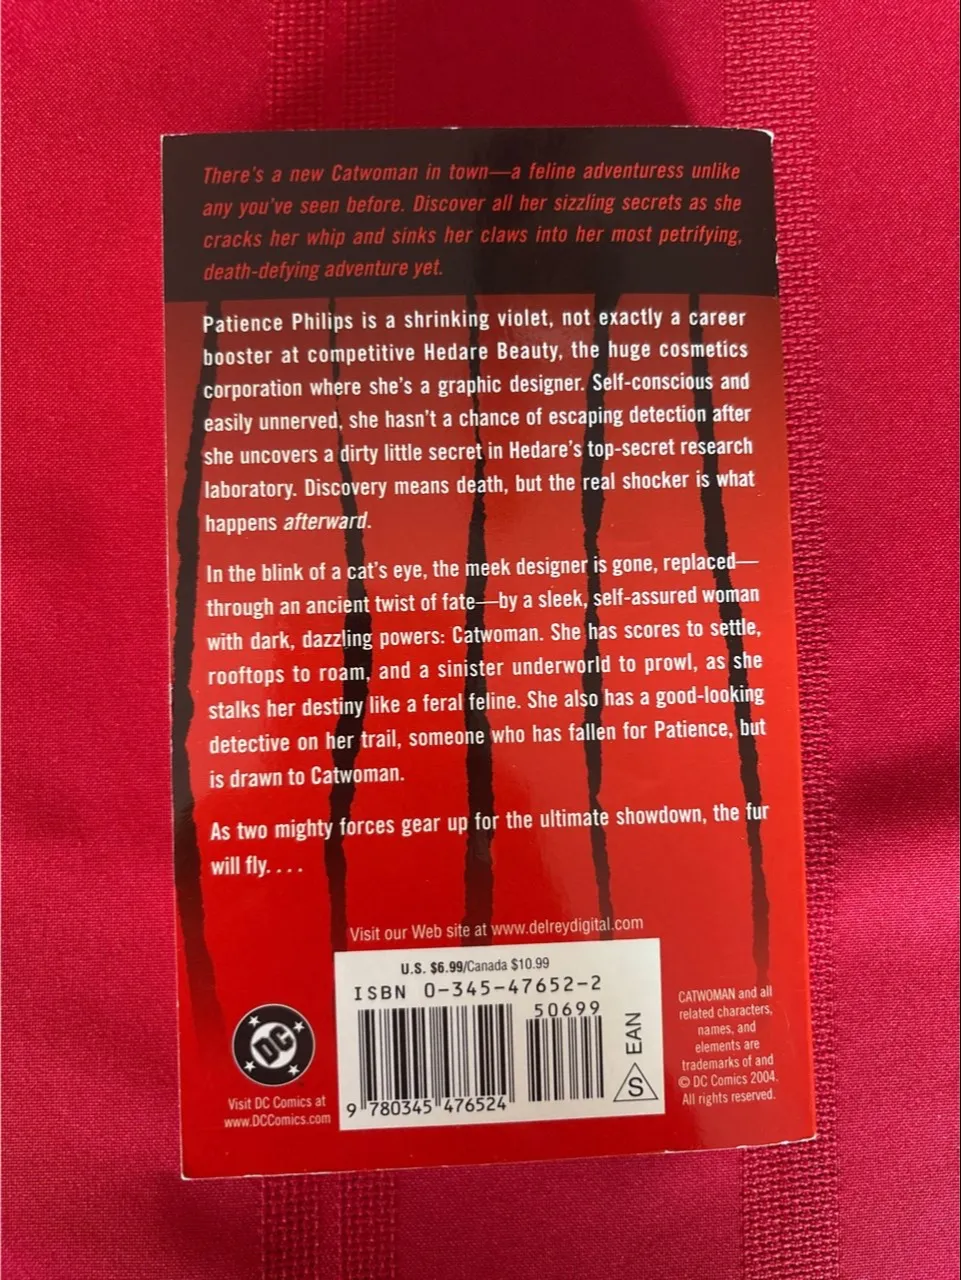 There's a new Catwoman in town—a feline adventuress unlike
any you've seen before. Discover all her sizzling secrets as she
cracks her whip and sinks her claws into her most petrifying,
death-defying adventure yet.
Patience Philips is a shrinking violet, not exactly a career
booster at competitive Hedare Beauty, the huge cosmetics
corporation where she's a graphic designer. Self-conscious and
easily unnerved, she hasn't a chance of escaping detection after
she uncovers a dirty little secret in Hedare's top-secret research
laboratory. Discovery means death, but the real shocker is what
happens afterward.
In the blink of a cat's eye, the meek designer is gone, replaced—
through an ancient twist of fate—by a sleek, self-assured woman
with dark, dazzling powers: Catwoman. She has scores to settle,
rooftops to roam, and a sinister underworld to prowl, as she
stalks her destiny like a feral feline. She also has a good-looking
detective on her trail, someone who has fallen for Patience, but
is drawn to Catwoman.
As two mighty forces gear up for the ultimate showdown, the fur
will fly. . . .
Visit our Web site at www.delreydigital.com
U.S. $6.99/Canada $10.99
ISBN 0-345-47652-2
50699
EAN
S
9 780345 476524
DC
Visit DC Comics at
www.DCComics.com
CATWOMAN and all
related characters,
names, and
elements are
trademarks of and
© DC Comics 2004.
All rights reserved.